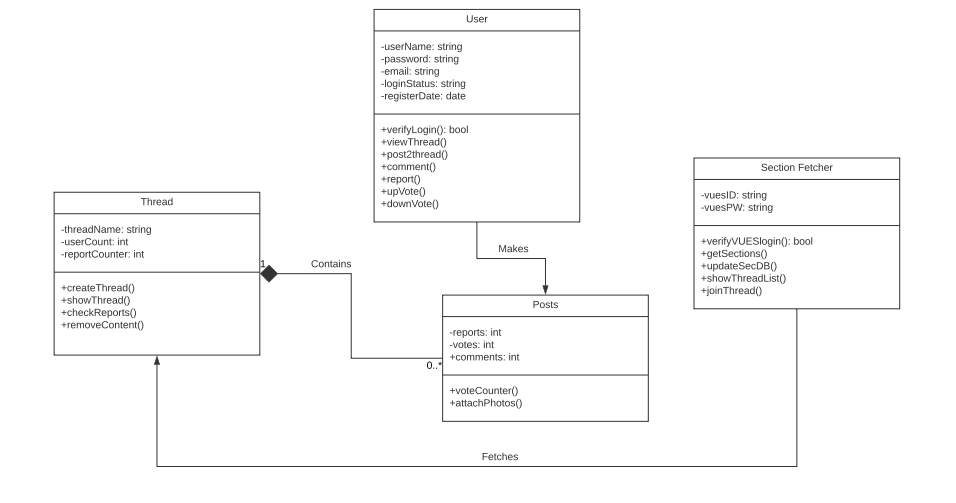 User
-userName: string
-password: string
-email: string
-loginStatus: string
-registerDate: date
+verifyLogin(): bool
+viewThread()
+post2thread()
+comment()
+report()
+upVote()
+downVote()
Section Fetcher
-vuesID: string
-vuesPW: string
+verifyVUESlogin(): bool
+getSections()
+updateSecDB()
+showThreadList()
+joinThread()
Thread
-threadName: string
-userCount: int
-reportCounter: int
+createThread()
+showThread()
+checkReports()
+removeContent()
1
Contains
0..*
Makes
Posts
-reports: int
-votes: int
+comments: int
+voteCounter()
+attachPhotos()
Fetches